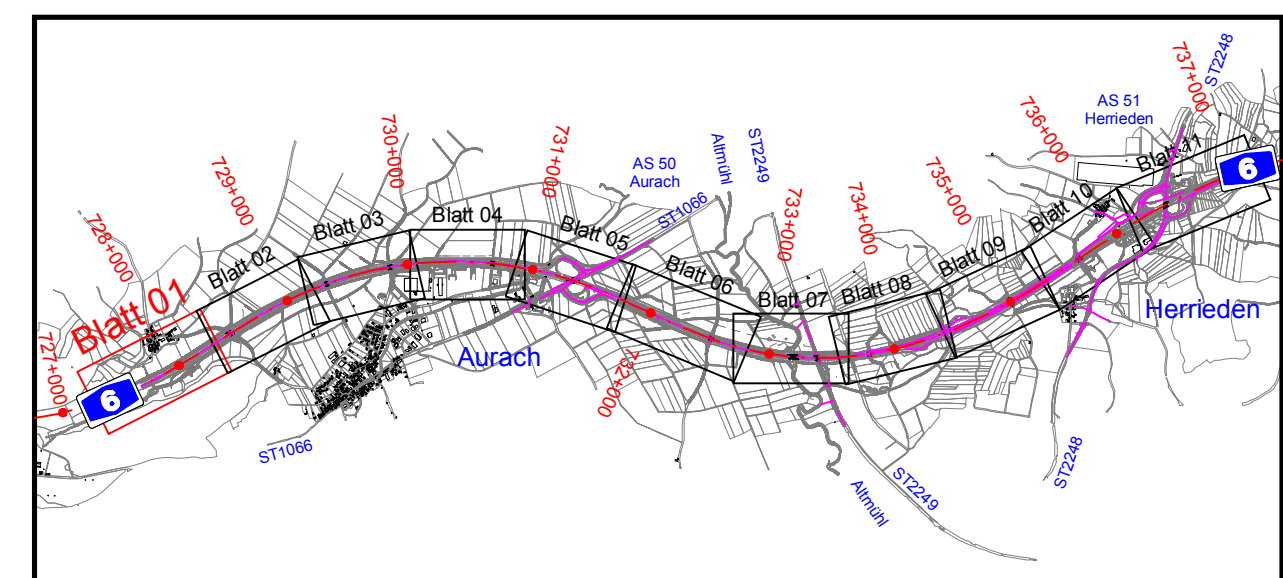 727+000
728+000
729+000
730+000
731+000
732+000
733+000
734+000
735+000
736+000
737+000
Blatt 01
Blatt 02
Blatt 03
Blatt 04
Blatt 05
Blatt 06
Blatt 07
Blatt 08
Blatt 09
Blatt 10
Blatt 11
6
6
AS 50
Aurach
ST1066
Altmühl
ST2249
AS 51
Herrieden
ST2248
Aurach
Herrieden
ST1066
Altmühl
ST2249
ST2248